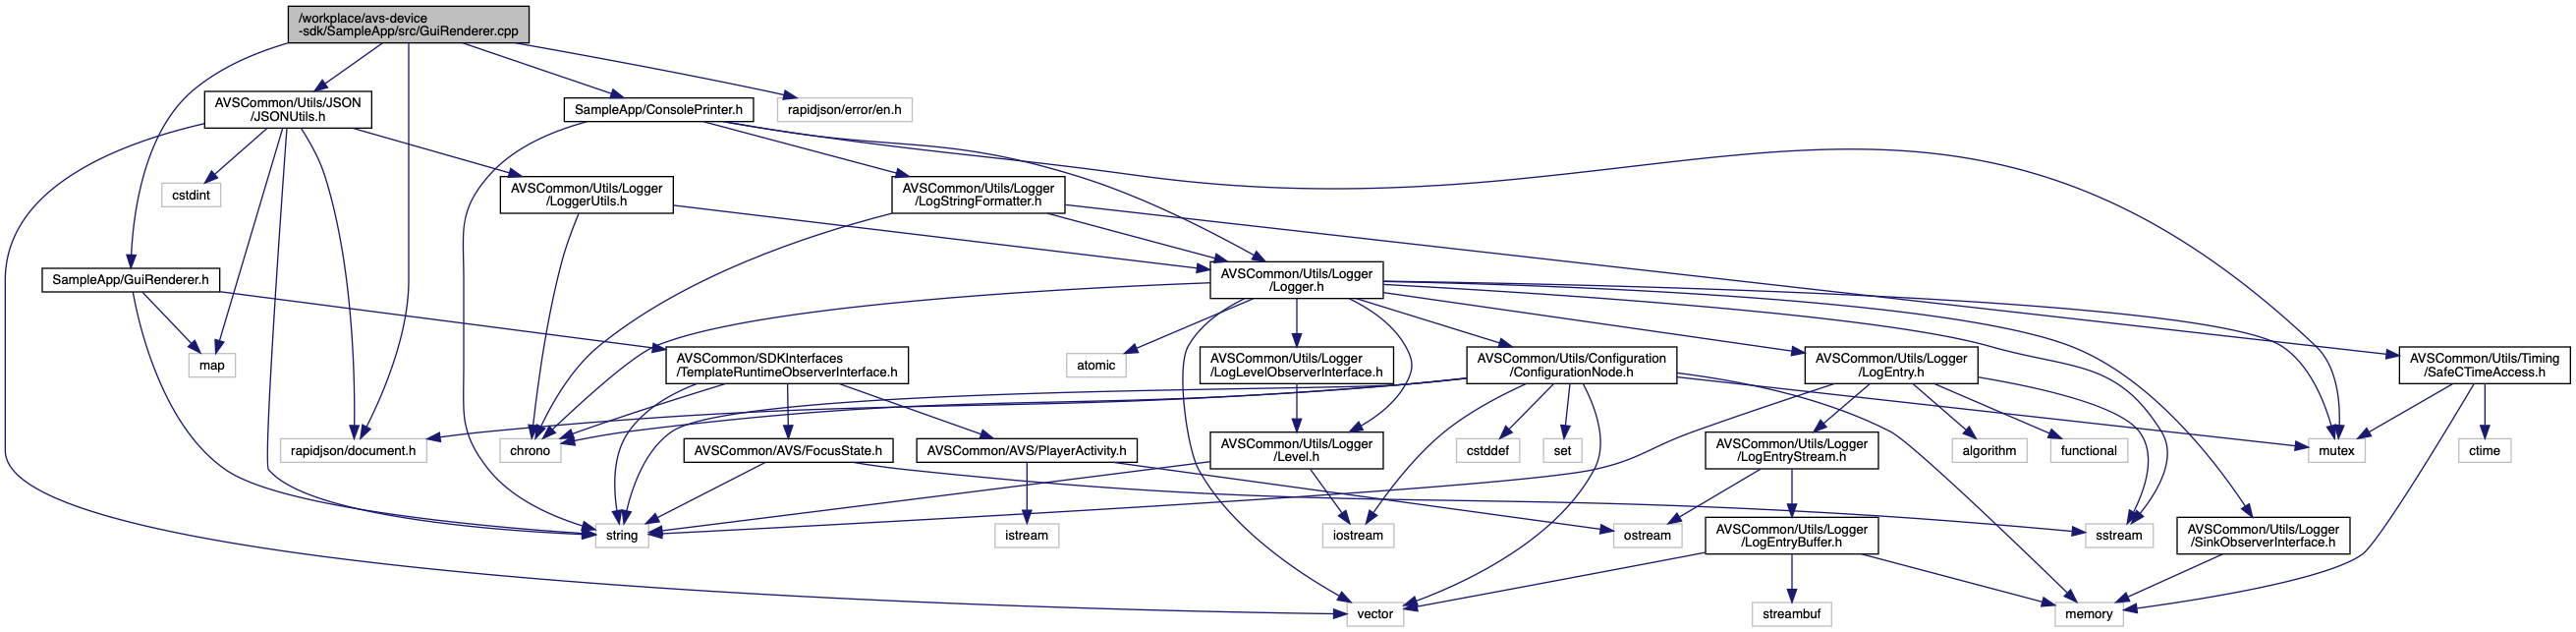 /workplace/avs-device
-sdk/SampleApp/src/GuiRenderer.cpp
AVSCommon/Utils/JSON
/JSONUtils.h
SampleApp/ConsolePrinter.h
rapidjson/error/en.h
cstdint
AVSCommon/Utils/Logger
/LoggerUtils.h
AVSCommon/Utils/Logger
/LogStringFormatter.h
SampleApp/GuiRenderer.h
AVSCommon/Utils/Logger
/Logger.h
map
AVSCommon/SDKInterfaces
/TemplateRuntimeObserverInterface.h
atomic
AVSCommon/Utils/Logger
/LogLevelObserverInterface.h
AVSCommon/Utils/Configuration
/ConfigurationNode.h
AVSCommon/Utils/Logger
/LogEntry.h
AVSCommon/Utils/Timing
/SafeCTimeAccess.h
rapidjson/document.h
chrono
AVSCommon/AVS/FocusState.h
AVSCommon/AVS/PlayerActivity.h
AVSCommon/Utils/Logger
/Level.h
cstddef
set
AVSCommon/Utils/Logger
/LogEntryStream.h
algorithm
functional
mutex
ctime
string
istream
iostream
ostream
AVSCommon/Utils/Logger
/LogEntryBuffer.h
sstream
AVSCommon/Utils/Logger
/SinkObserverInterface.h
vector
streambuf
memory